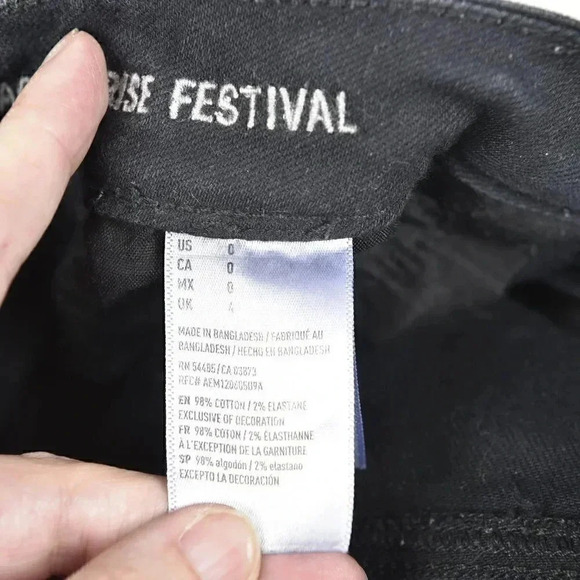 RISE FESTIVAL
US 0
CA 0
MX 0
UK 4
MADE IN BANGLADESH / FABRIQUÉ AU
BANGLADESH / HECHO EN BANGLADESH
RN 54485/CA 03873
RFC# AEM120605U9A
EN 98% COTTON / 2% ELASTANE
EXCLUSIVE OF DECORATION
FR 98% COTON / 2% ÉLASTHANNE
À L'EXCEPTION DE LA GARNITURE
SP 98% algodón / 2% elastano
EXCEPTO LA DECORACIÓN